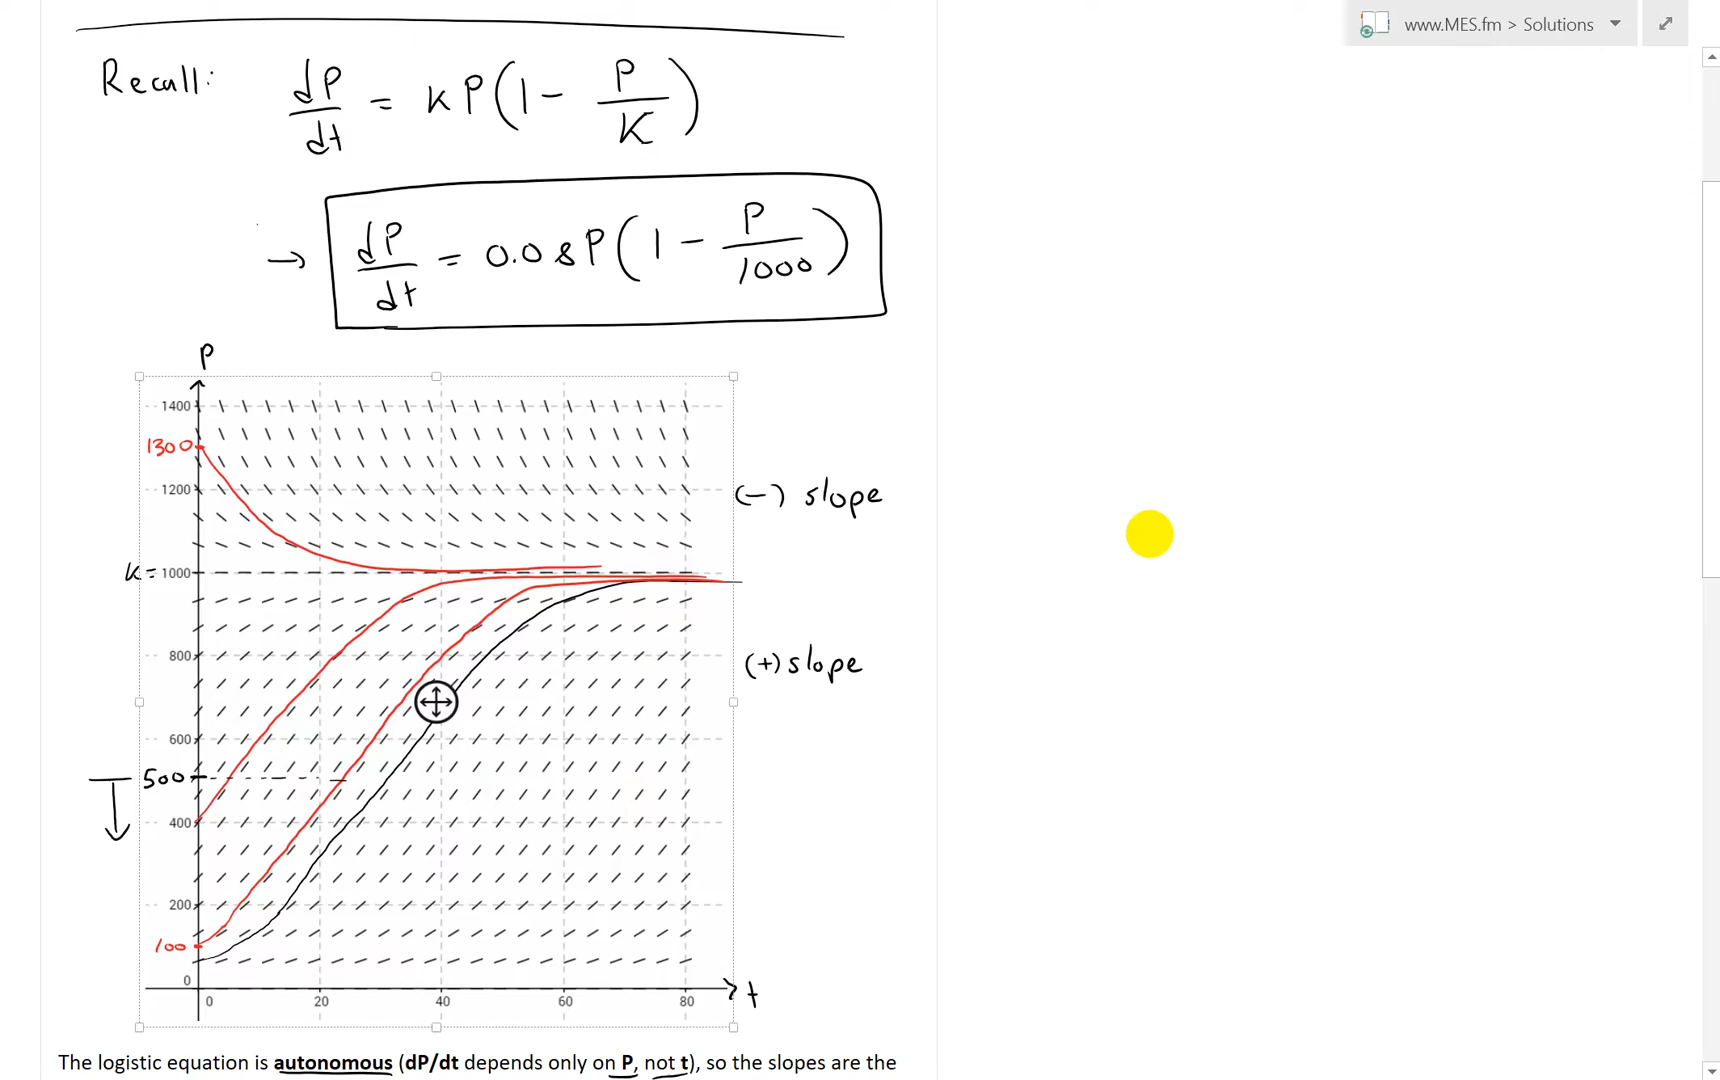 www.MES.fm > Solutions
Recall: dP/dt = kP(1 - P/K)
→ dP/dt = 0.08P(1 - P/1000)
P
1400
1300
1200
(-) slope
K = 1000
800
(+) slope
600
500
400
200
100
0
0 20 40 60 80
t
The logistic equation is autonomous (dP/dt depends only on P, not t), so the slopes are the